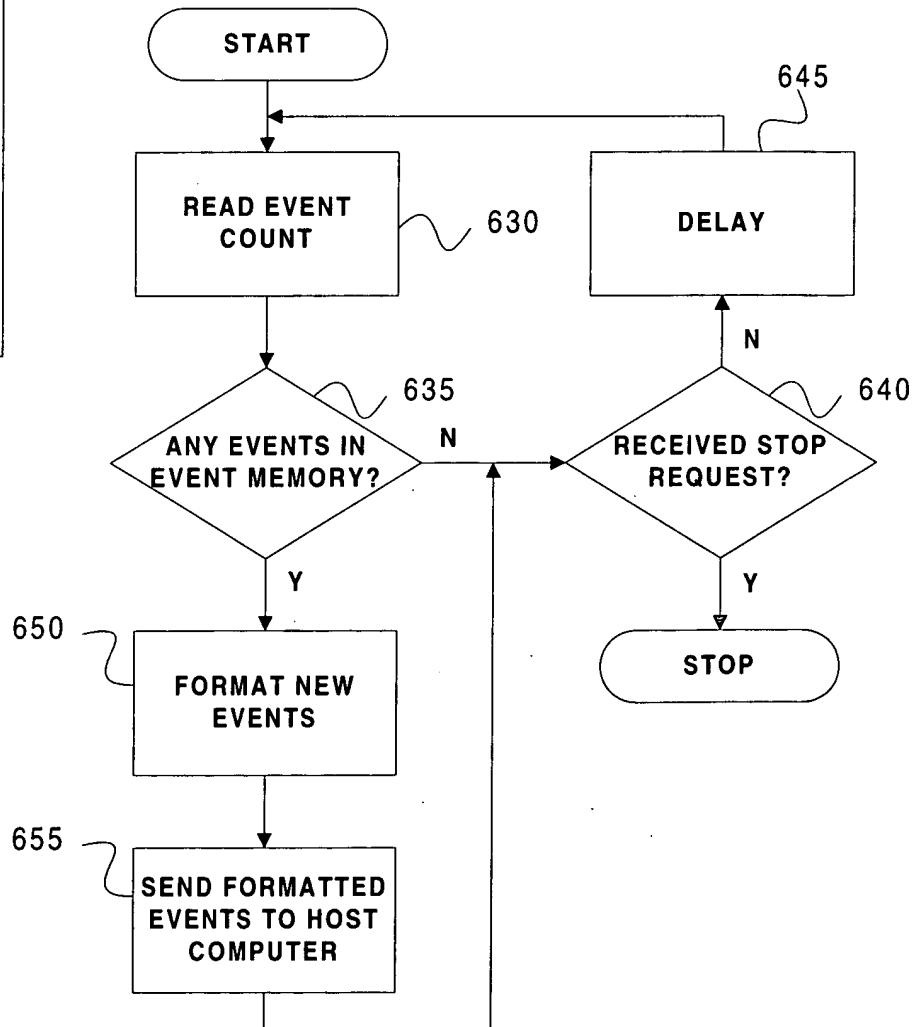 START
645
READ EVENT
COUNT
630
DELAY
N
635
640
ANY EVENTS IN
EVENT MEMORY?
N
RECEIVED STOP
REQUEST?
Y
Y
650
STOP
FORMAT NEW
EVENTS
655
SEND FORMATTED
EVENTS TO HOST
COMPUTER